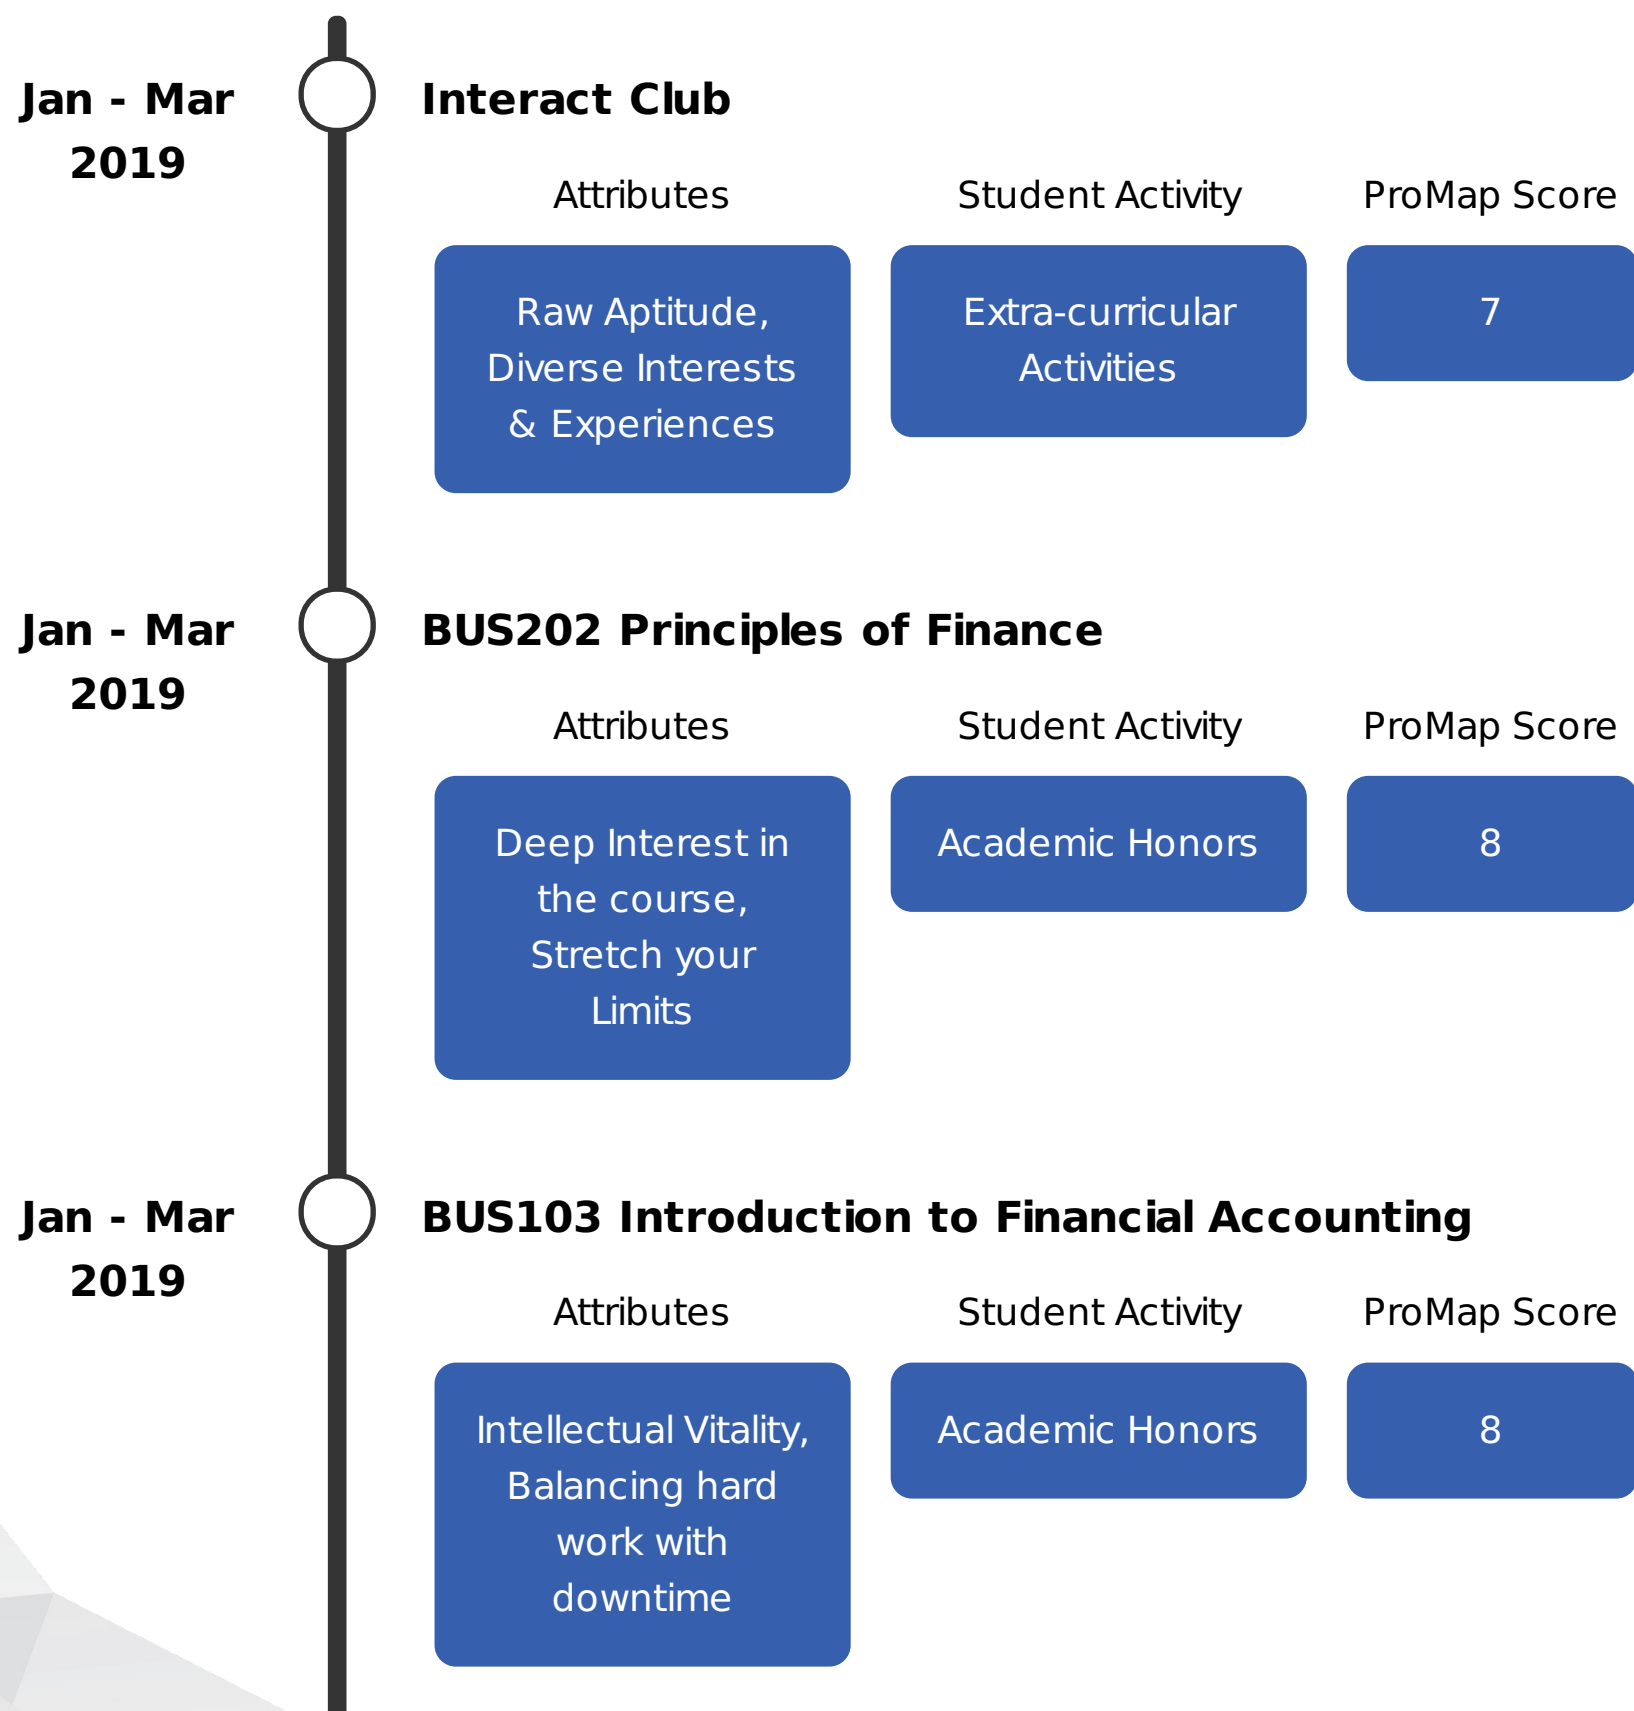 Jan - Mar
2019
Interact Club
Attributes
Student Activity
ProMap Score
Raw Aptitude,
Diverse Interests
& Experiences
Extra-curricular
Activities
7
Jan - Mar
2019
BUS202 Principles of Finance
Attributes
Student Activity
ProMap Score
Deep Interest in
the course,
Stretch your
Limits
Academic Honors
8
Jan - Mar
2019
BUS103 Introduction to Financial Accounting
Attributes
Student Activity
ProMap Score
Intellectual Vitality,
Balancing hard
work with
downtime
Academic Honors
8